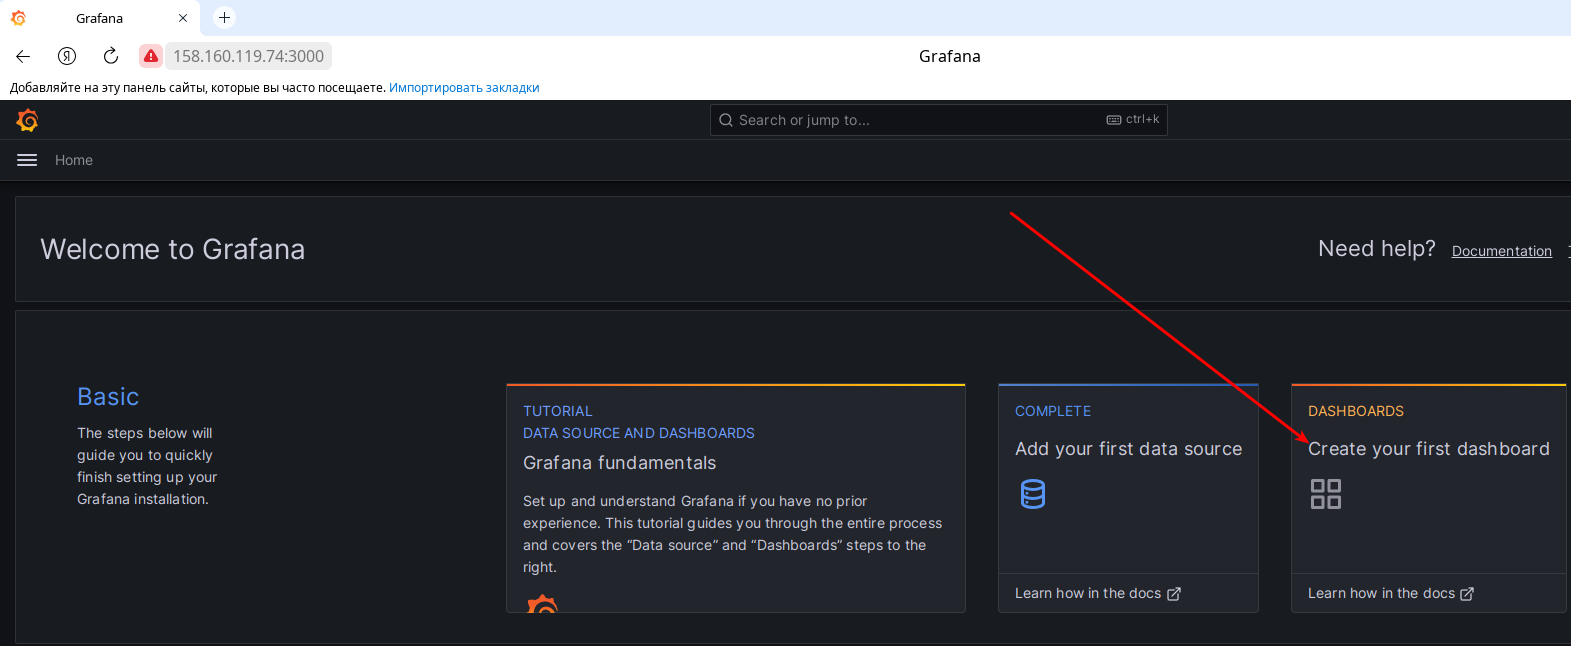 Grafana
Я
158.160.119.74:3000
Grafana
Добавляйте на эту панель сайты, которые вы часто посещаете. Импортировать закладки
Search or jump to...
ctrl+k
Home
Welcome to Grafana
Need help?
Documentation
Basic
The steps below will
guide you to quickly
finish setting up your
Grafana installation.
TUTORIAL
DATA SOURCE AND DASHBOARDS
Grafana fundamentals
Set up and understand Grafana if you have no prior
experience. This tutorial guides you through the entire process
and covers the “Data source” and “Dashboards” steps to the
right.
COMPLETE
Add your first data source
Learn how in the docs
DASHBOARDS
Create your first dashboard
Learn how in the docs